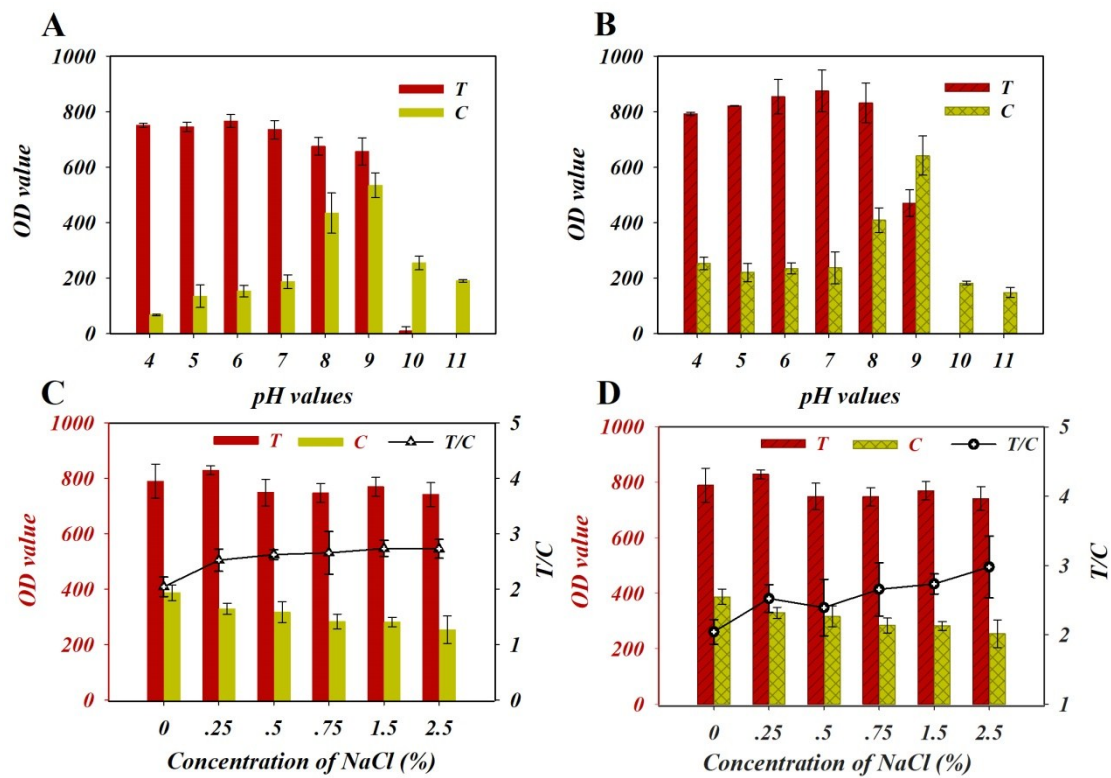 A
B
1000
800
600
400
200
0
OD value
T
C
4 5 6 7 8 9 10 11
pH values
1000
800
600
400
200
0
OD value
T
C
4 5 6 7 8 9 10 11
pH values
C
D
1000
800
600
400
200
0
OD value
T C T/C
5
4
3
2
1
0
T/C
0 .25 .5 .75 1.5 2.5
Concentration of NaCl (%)
1000
800
600
400
200
0
OD value
T C T/C
5
4
3
2
1
T/C
0 .25 .5 .75 1.5 2.5
Concentration of NaCl (%)